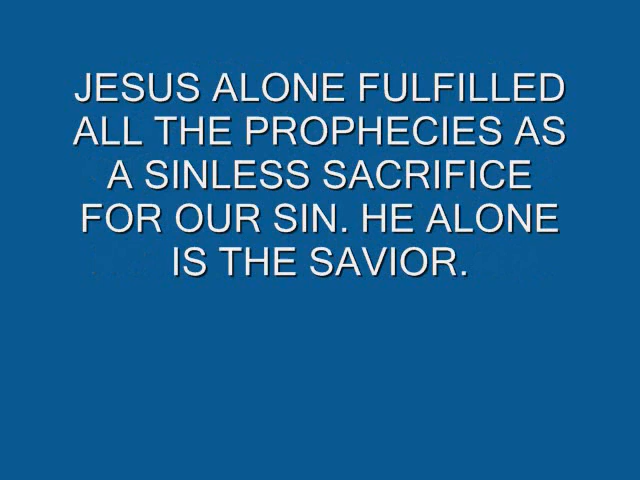 JESUS ALONE FULFILLED
ALL THE PROPHECIES AS
A SINLESS SACRIFICE
FOR OUR SIN. HE ALONE
IS THE SAVIOR.